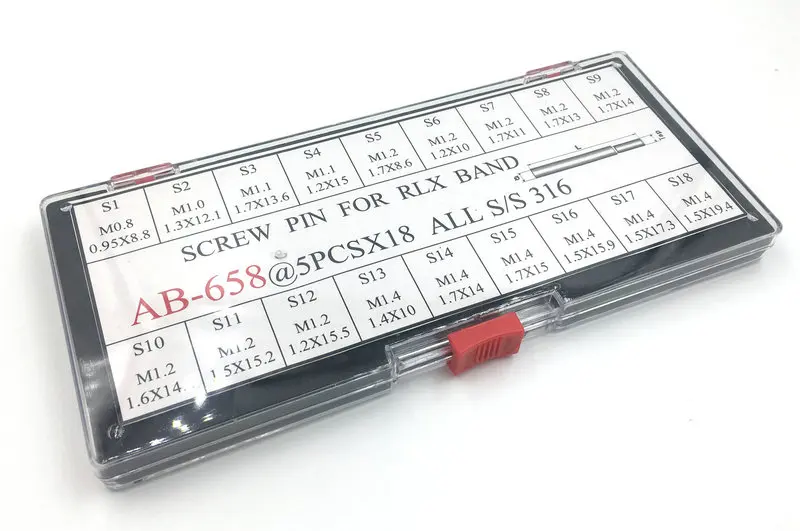 S1
M0.8
0.95X8.8
S2
M1.0
1.3X12.1
S3
M1.1
1.7X13.6
S4
M1.1
1.2X15
S5
M1.2
1.7X8.6
S6
M1.2
1.2X10
S7
M1.2
1.7X11
S8
M1.2
1.7X13
S9
M1.2
1.7X14
SCREW PIN FOR RLX BAND
L
AB-658@5PCSX18 ALL S/S 316
S10
M1.2
S11
M1.2
1.5X15.2
S12
M1.2
1.2X15.5
S13
M1.4
1.4X10
S14
M1.4
1.7X14
S15
M1.4
1.7X15
S16
M1.4
1.5X15.9
S17
M1.4
1.5X17.3
S18
M1.4
1.5X19.4